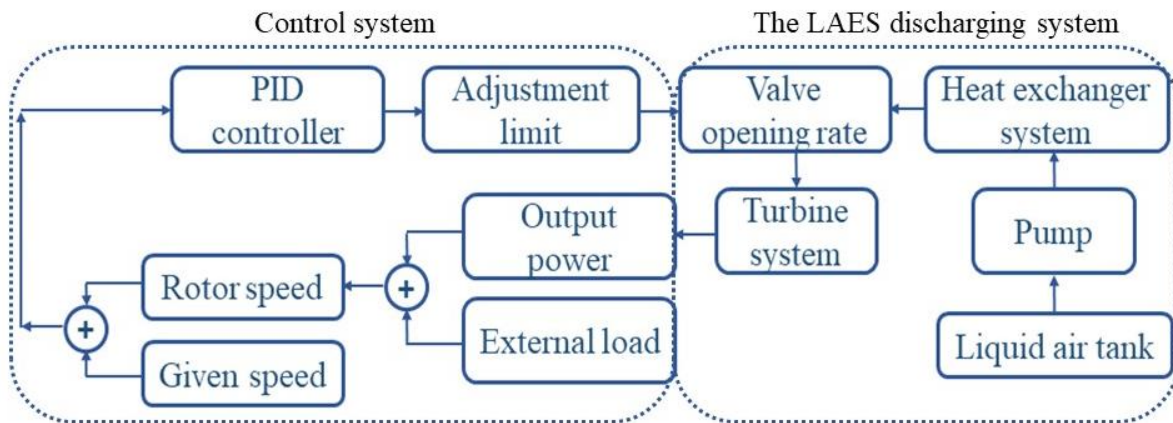 Control system
The LAES discharging system
PID
controller
Adjustment
limit
Valve
opening rate
Heat exchanger
system
Output
power
Turbine
system
Pump
Rotor speed
+
+
External load
Given speed
Liquid air tank